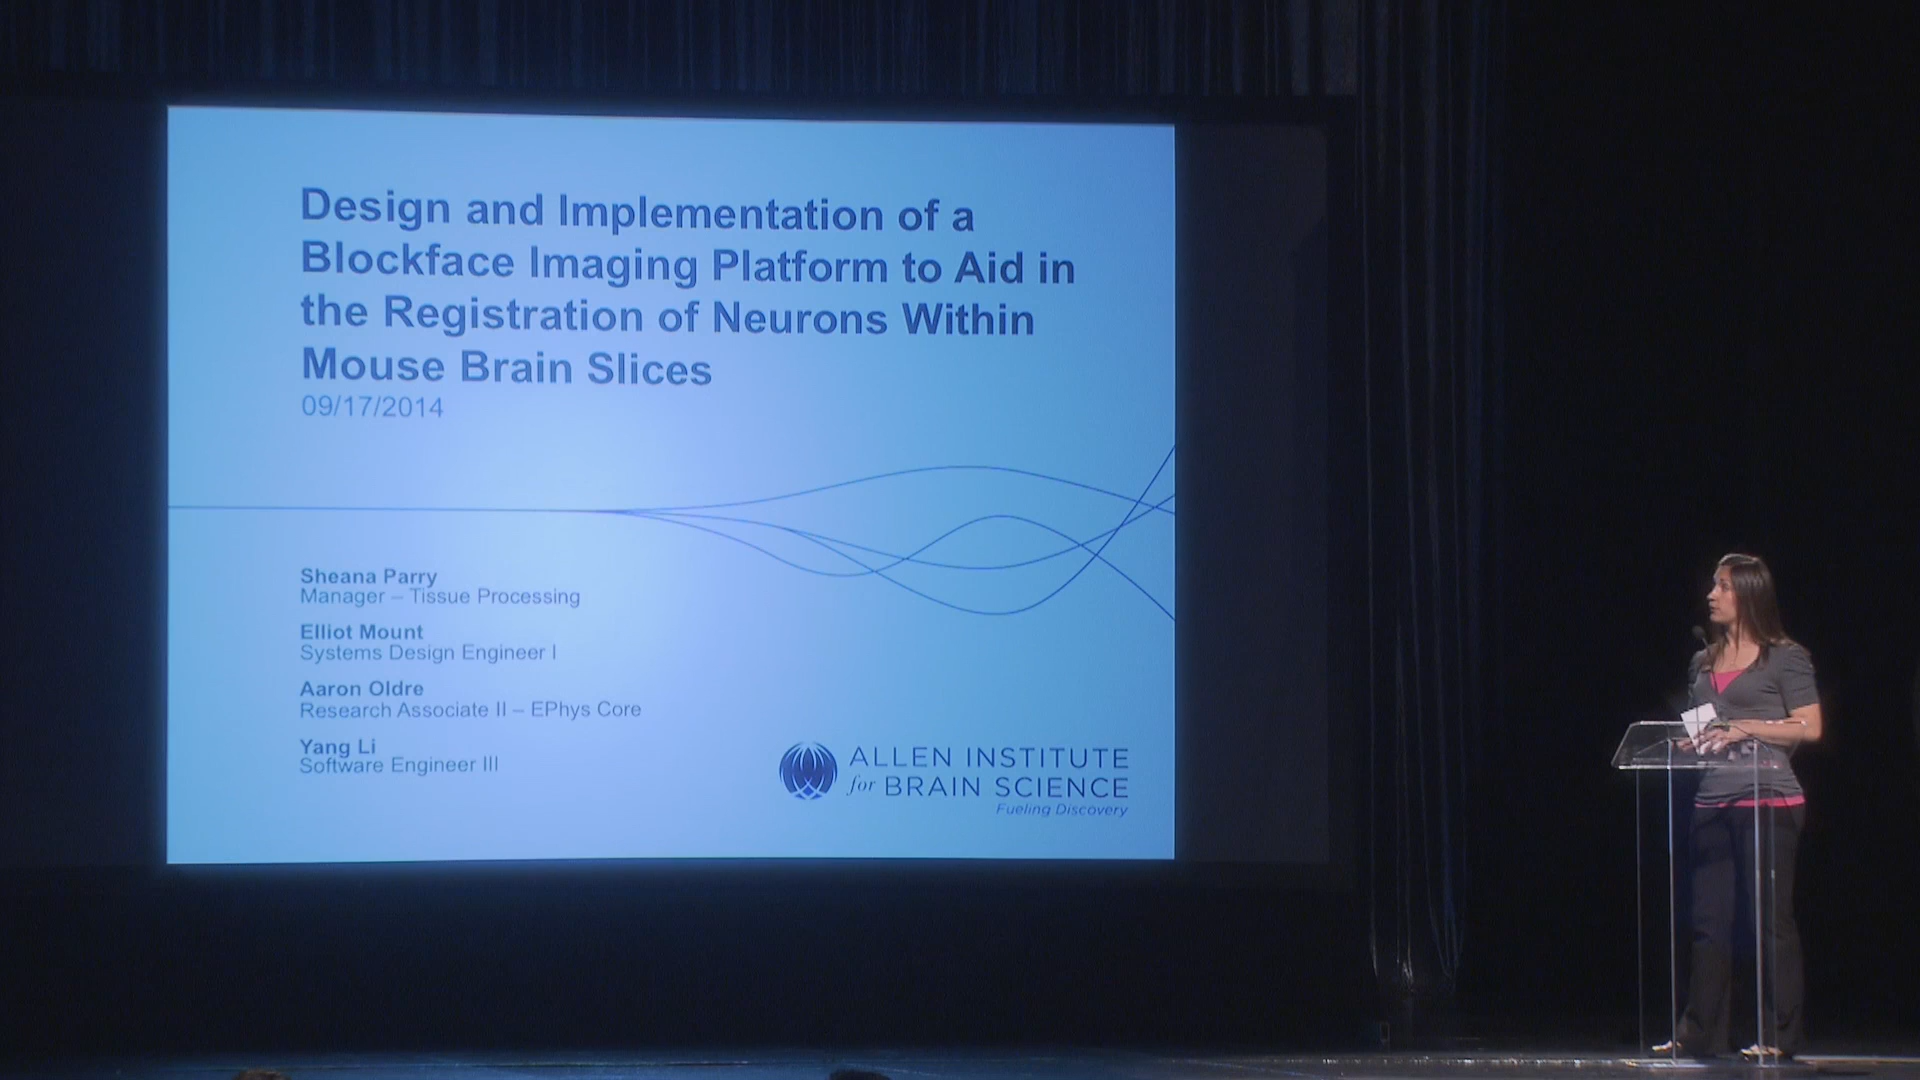 Design and Implementation of a
Blockface Imaging Platform to Aid in
the Registration of Neurons Within
Mouse Brain Slices
09/17/2014
Sheana Parry
Manager – Tissue Processing
Elliot Mount
Systems Design Engineer I
Aaron Oldre
Research Associate II – EPhys Core
Yang Li
Software Engineer III
ALLEN INSTITUTE
for BRAIN SCIENCE
Fueling Discovery